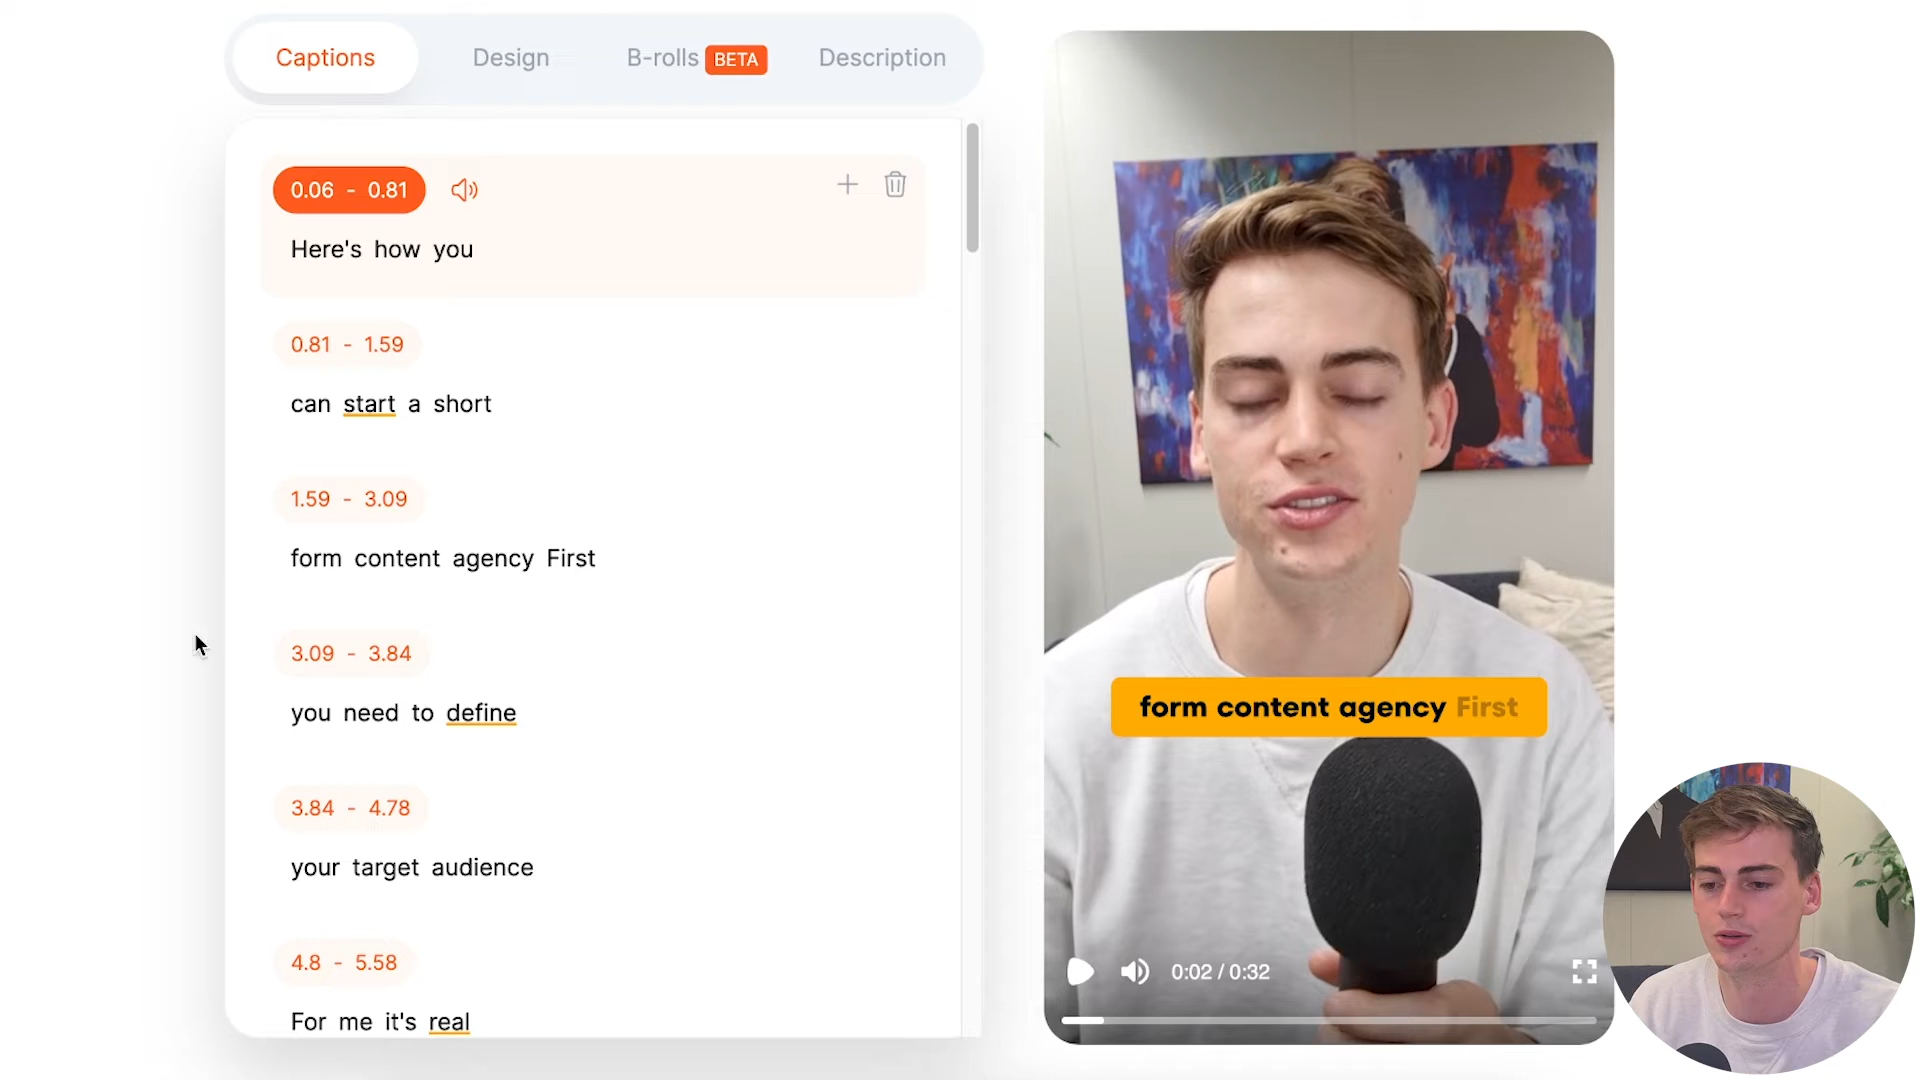 Captions
Design
B-rolls BETA
Description
0.06 - 0.81
Here's how you
0.81 - 1.59
can start a short
1.59 - 3.09
form content agency First
3.09 - 3.84
you need to define
3.84 - 4.78
your target audience
4.8 - 5.58
For me it's real
form content agency First
0:02 / 0:32